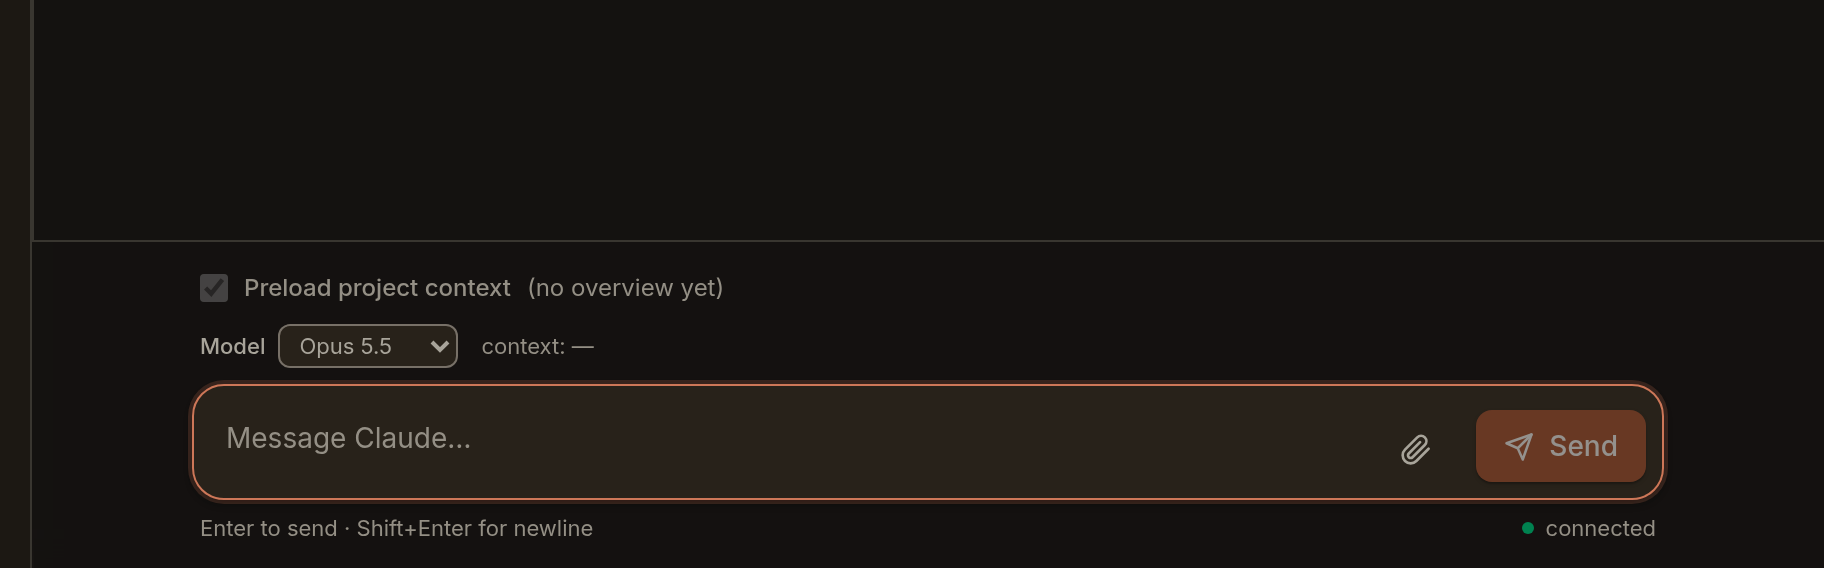 Preload project context (no overview yet)
Model Opus 5.5 context: —
Message Claude...
Send
Enter to send · Shift+Enter for newline
connected